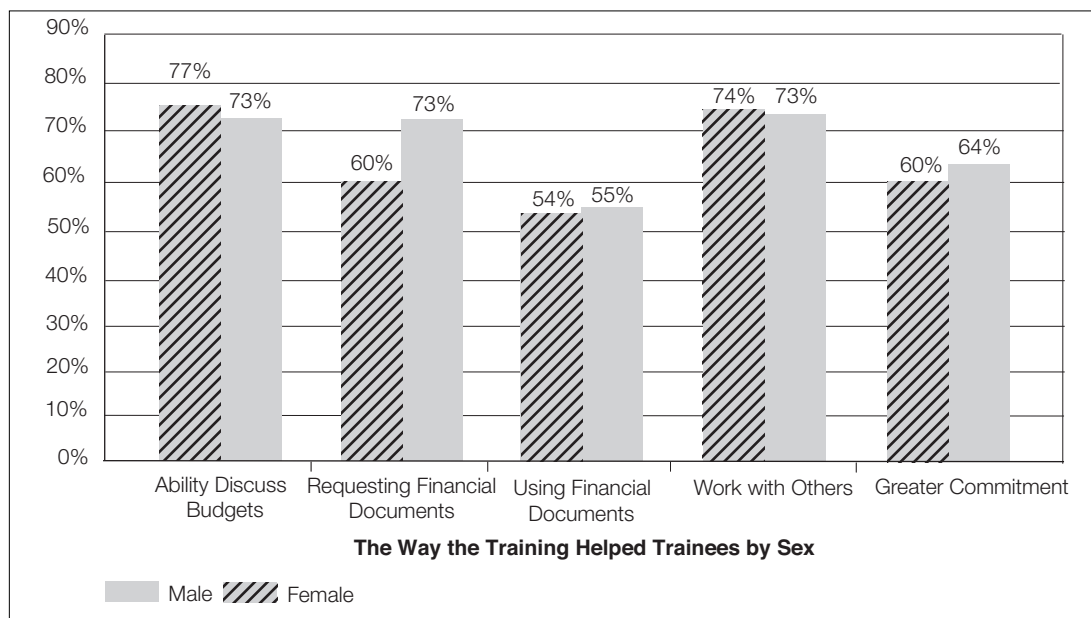 90%
80%
70%
60%
50%
40%
30%
20%
10%
0%
77%
73%
60%
73%
54%
55%
74%
73%
60%
64%
Ability Discuss
Budgets
Requesting Financial
Documents
Using Financial
Documents
Work with Others
Greater Commitment
The Way the Training Helped Trainees by Sex
Male
Female